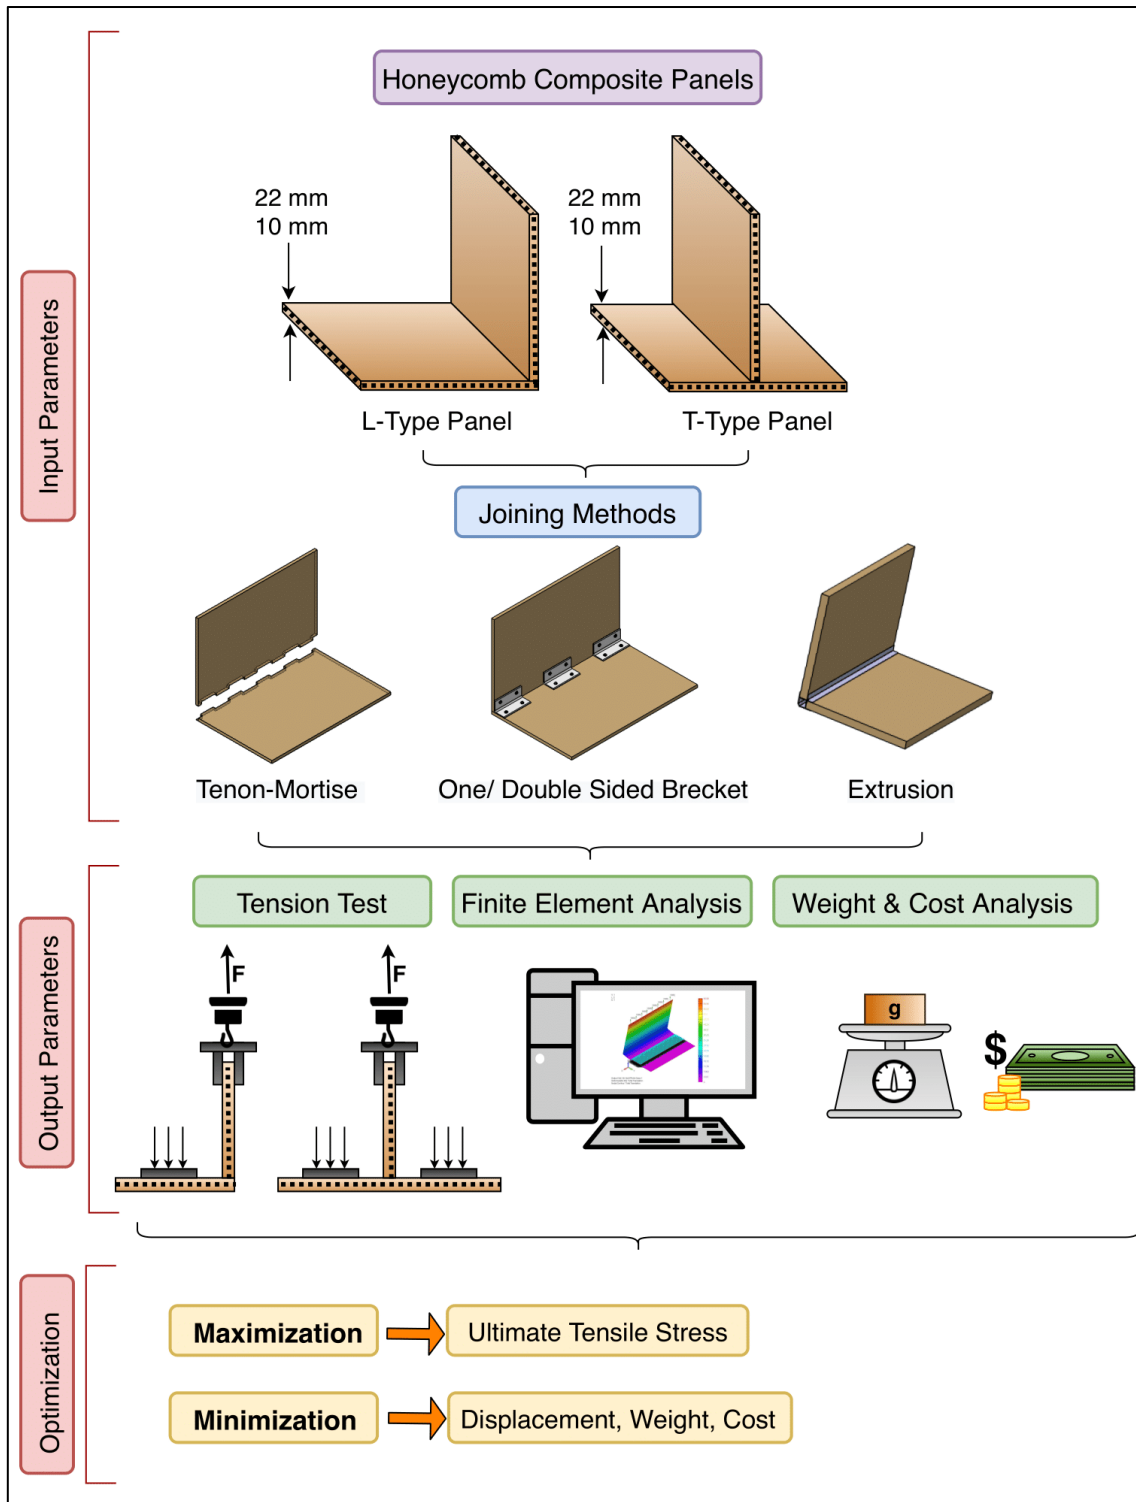 Honeycomb Composite Panels
22 mm
10 mm
22 mm
10 mm
L-Type Panel
T-Type Panel
Input Parameters
Joining Methods
Tenon-Mortise
One/ Double Sided Brecket
Extrusion
Tension Test
Finite Element Analysis
Weight & Cost Analysis
Output Parameters
F
F
g
$
Optimization
Maximization
Ultimate Tensile Stress
Minimization
Displacement, Weight, Cost